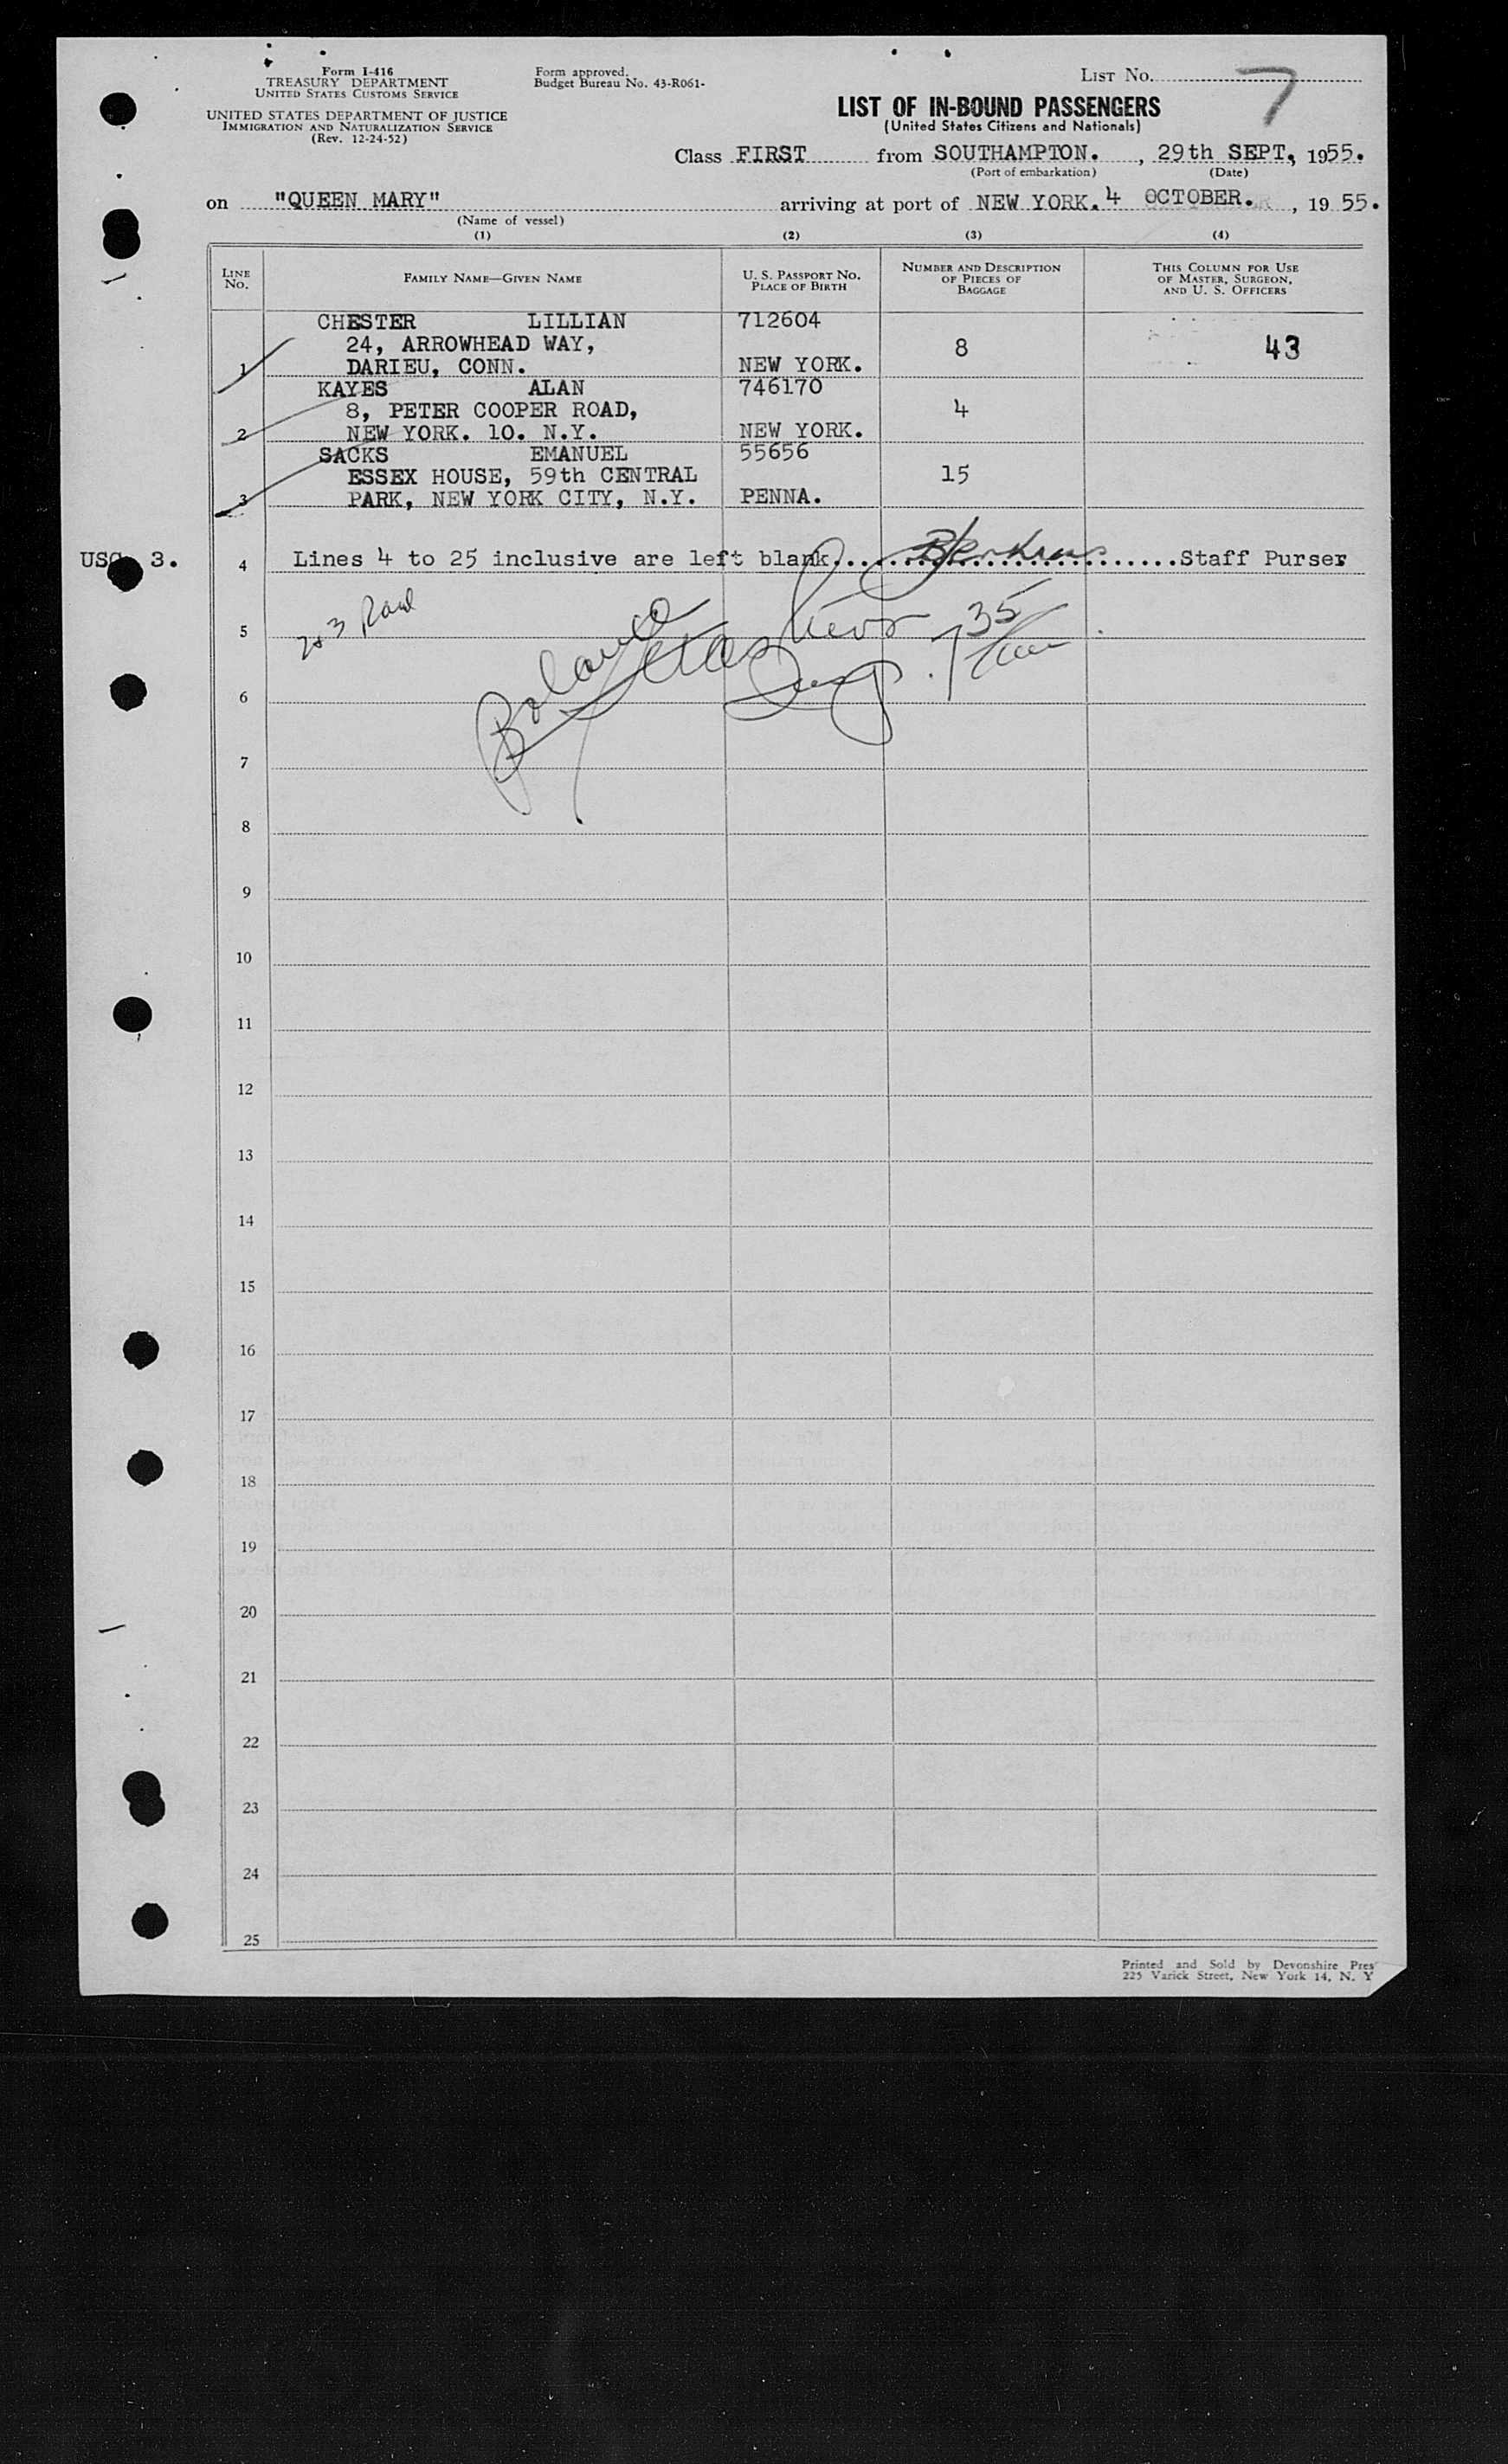 Form I-416
TREASURY DEPARTMENT
UNITED STATES CUSTOMS SERVICE
UNITED STATES DEPARTMENT OF JUSTICE
IMMIGRATION AND NATURALIZATION SERVICE
(Rev. 12-24-52)
Form approved.
Budget Bureau No. 43-R061-
LIST No. 7
LIST OF IN-BOUND PASSENGERS
(United States Citizens and Nationals)
Class FIRST from SOUTHAMPTON. , 29th SEPT, 1955.
(Port of embarkation) (Date)
on "QUEEN MARY" arriving at port of NEW YORK. 4 OCTOBER. , 19 55.
(Name of vessel)
(1) (2) (3) (4)
LINE No. FAMILY NAME—GIVEN NAME U. S. PASSPORT No. PLACE OF BIRTH NUMBER AND DESCRIPTION OF PIECES OF BAGGAGE THIS COLUMN FOR USE OF MASTER, SURGEON, AND U. S. OFFICERS
CHESTER LILLIAN 712604
24, ARROWHEAD WAY, 8 43
1 DARIEU, CONN. NEW YORK.
KAYES ALAN 746170
8, PETER COOPER ROAD, 4
2 NEW YORK. 10. N.Y. NEW YORK.
SACKS EMANUEL 55656
ESSEX HOUSE, 59th CENTRAL 15
3 PARK, NEW YORK CITY, N.Y. PENNA.
USC 3. 4 Lines 4 to 25 inclusive are left blank. Staff Purser
5
6
7
8
9
10
11
12
13
14
15
16
17
18
19
20
21
22
23
24
25
Printed and Sold by Devonshire Pres
225 Varick Street, New York 14, N. Y